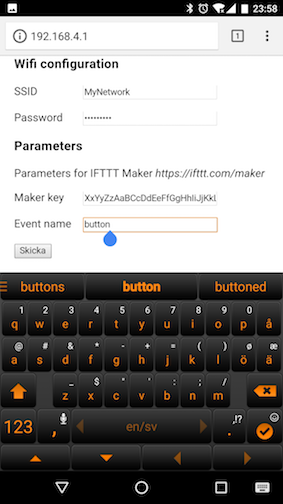 23:58
192.168.4.1 1
Wifi configuration
SSID MyNetwork
Password ••••••••
Parameters
Parameters for IFTTT Maker https://ifttt.com/maker
Maker key XxYyZzAaBCcDdEeFfGgHhIiJjKkL
Event name button
Skicka
buttons button buttoned
1 2 3 4 5 6 7 8 9 0
q w e r t y u i o p å
@ # & * - + = ( )
a s d f g h j k l ö ä
_ $ " ' : ; /
z x c v b n m
123 , en/sv .,!?